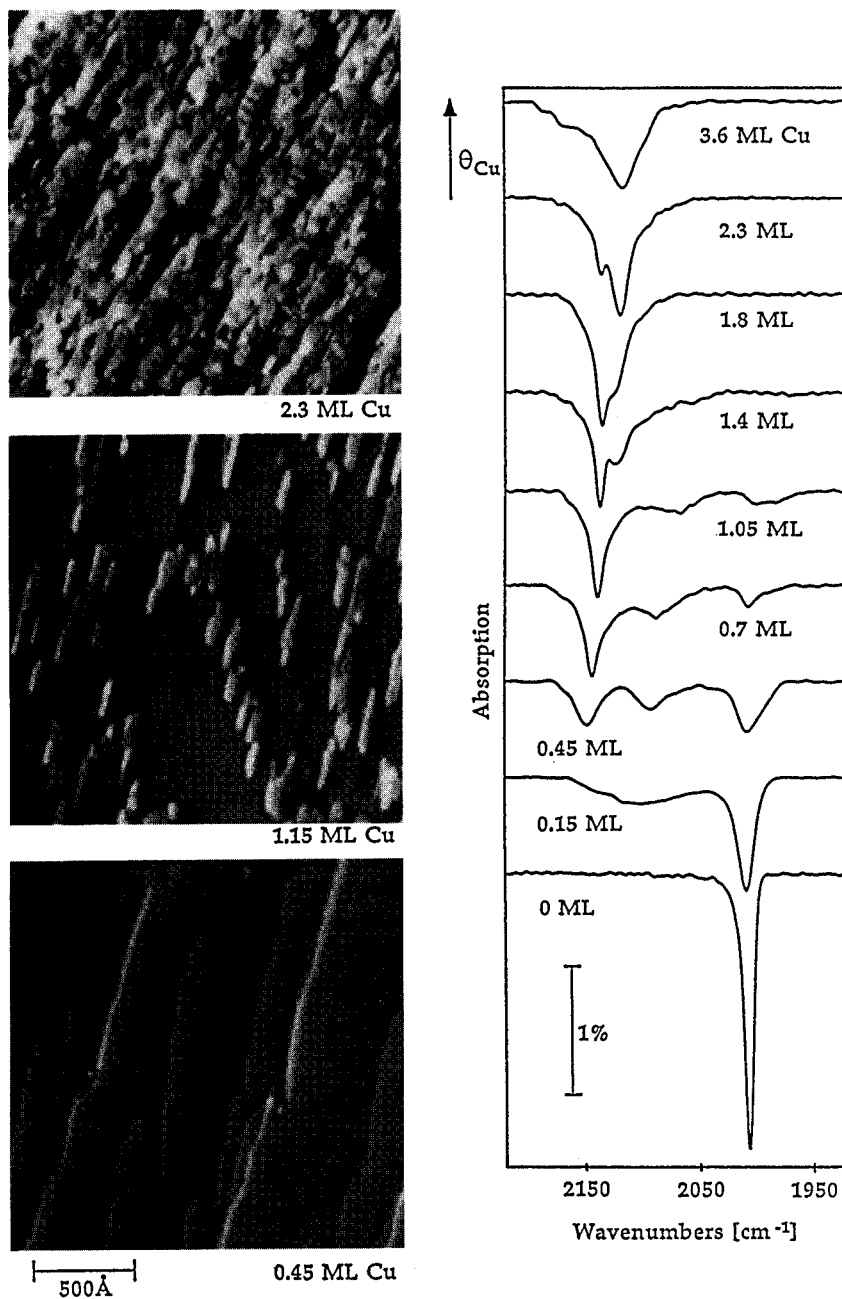 2.3 ML Cu
1.15 ML Cu
0.45 ML Cu
500Å
θCu
3.6 ML Cu
2.3 ML
1.8 ML
1.4 ML
1.05 ML
0.7 ML
0.45 ML
0.15 ML
0 ML
1%
Absorption
2150 2050 1950
Wavenumbers [cm⁻¹]